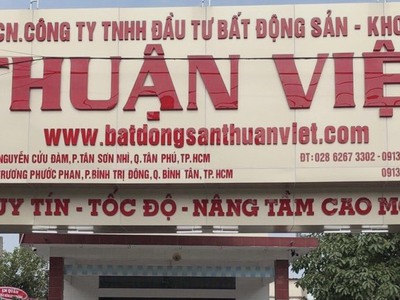 CN.CÔNG TY TNHH ĐẦU TƯ BẤT ĐỘNG SẢN - KHO
THUẬN VIỆ
www.batdongsanthuanviet.com
NGUYỄN CỬU ĐÀM, P.TÂN SƠN NHÌ, Q.TÂN PHÚ, TP.HCM
ĐT: 028 6267 3302 - 0913
TRƯƠNG PHƯỚC PHAN, P.BÌNH TRỊ ĐÔNG, Q. BÌNH TÂN, TP.HCM
0913
UY TÍN - TỐC ĐỘ - NÂNG TẦM CAO MỚ